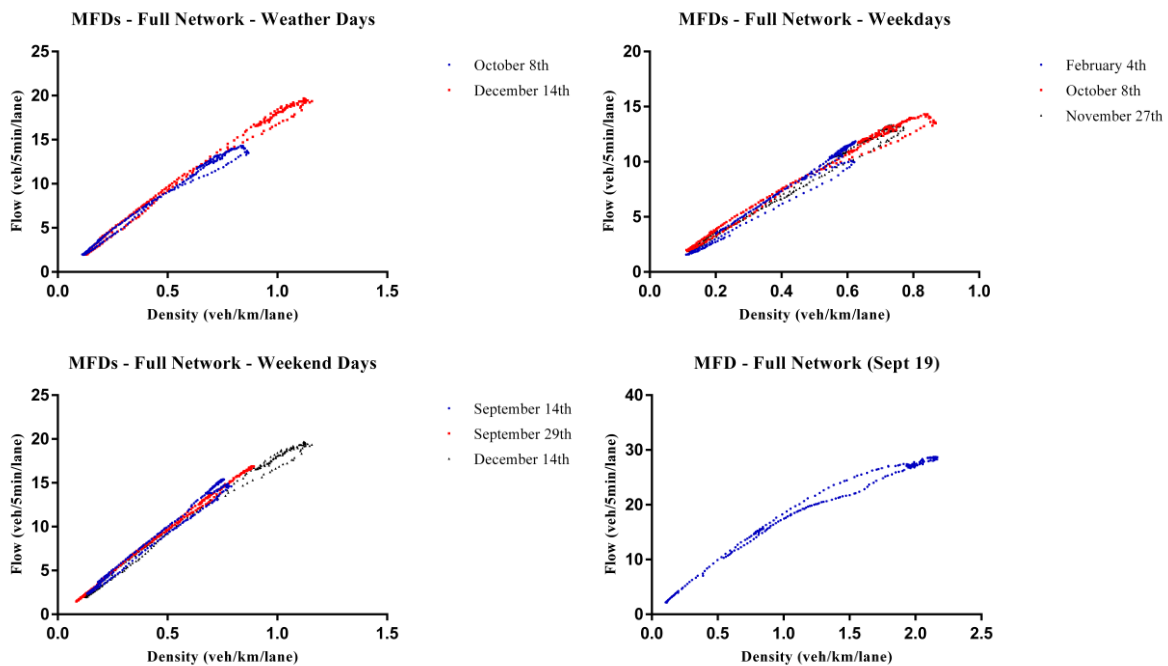 MFDs - Full Network - Weather Days
25
20
15
10
5
0
0.0
0.5
1.0
1.5
Flow (veh/5min/lane)
Density (veh/km/lane)
October 8th
December 14th
MFDs - Full Network - Weekdays
20
15
10
5
0
0.2
0.4
0.6
0.8
1.0
Flow (veh/5min/lane)
Density (veh/km/lane)
February 4th
October 8th
November 27th
MFDs - Full Network - Weekend Days
25
20
15
10
5
0
0.0
0.5
1.0
1.5
Flow (veh/5min/lane)
Density (veh/km/lane)
September 14th
September 29th
December 14th
MFD - Full Network (Sept 19)
40
30
20
10
0
0.0
0.5
1.0
1.5
2.0
2.5
Flow (veh/5min/lane)
Density (veh/km/lane)